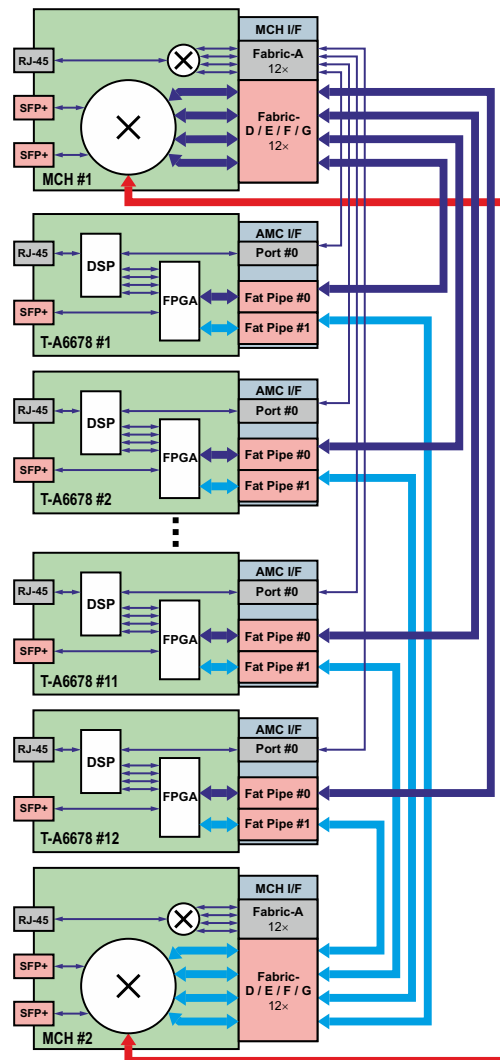 MCH I/F
RJ-45
Fabric-A
12×
SFP+
Fabric-
D / E / F / G
12×
SFP+
MCH #1
AMC I/F
RJ-45
Port #0
DSP
FPGA
Fat Pipe #0
SFP+
Fat Pipe #1
T-A6678 #1
AMC I/F
RJ-45
Port #0
DSP
FPGA
Fat Pipe #0
SFP+
Fat Pipe #1
T-A6678 #2
AMC I/F
RJ-45
Port #0
DSP
FPGA
Fat Pipe #0
SFP+
Fat Pipe #1
T-A6678 #11
AMC I/F
RJ-45
Port #0
DSP
FPGA
Fat Pipe #0
SFP+
Fat Pipe #1
T-A6678 #12
MCH I/F
RJ-45
Fabric-A
12×
SFP+
Fabric-
D / E / F / G
12×
SFP+
MCH #2